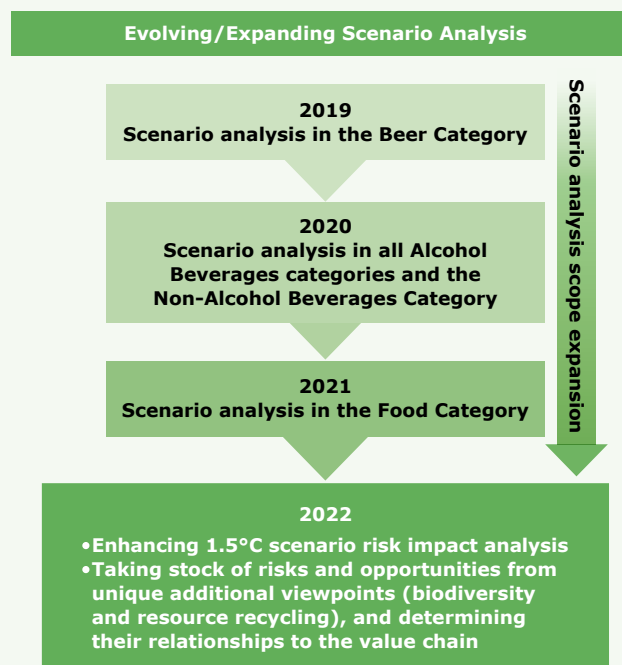 Evolving/Expanding Scenario Analysis
2019
Scenario analysis in the Beer Category
2020
Scenario analysis in all Alcohol
Beverages categories and the
Non-Alcohol Beverages Category
2021
Scenario analysis in the Food Category
2022
•Enhancing 1.5°C scenario risk impact analysis
•Taking stock of risks and opportunities from
unique additional viewpoints (biodiversity
and resource recycling), and determining
their relationships to the value chain
Scenario analysis scope expansion